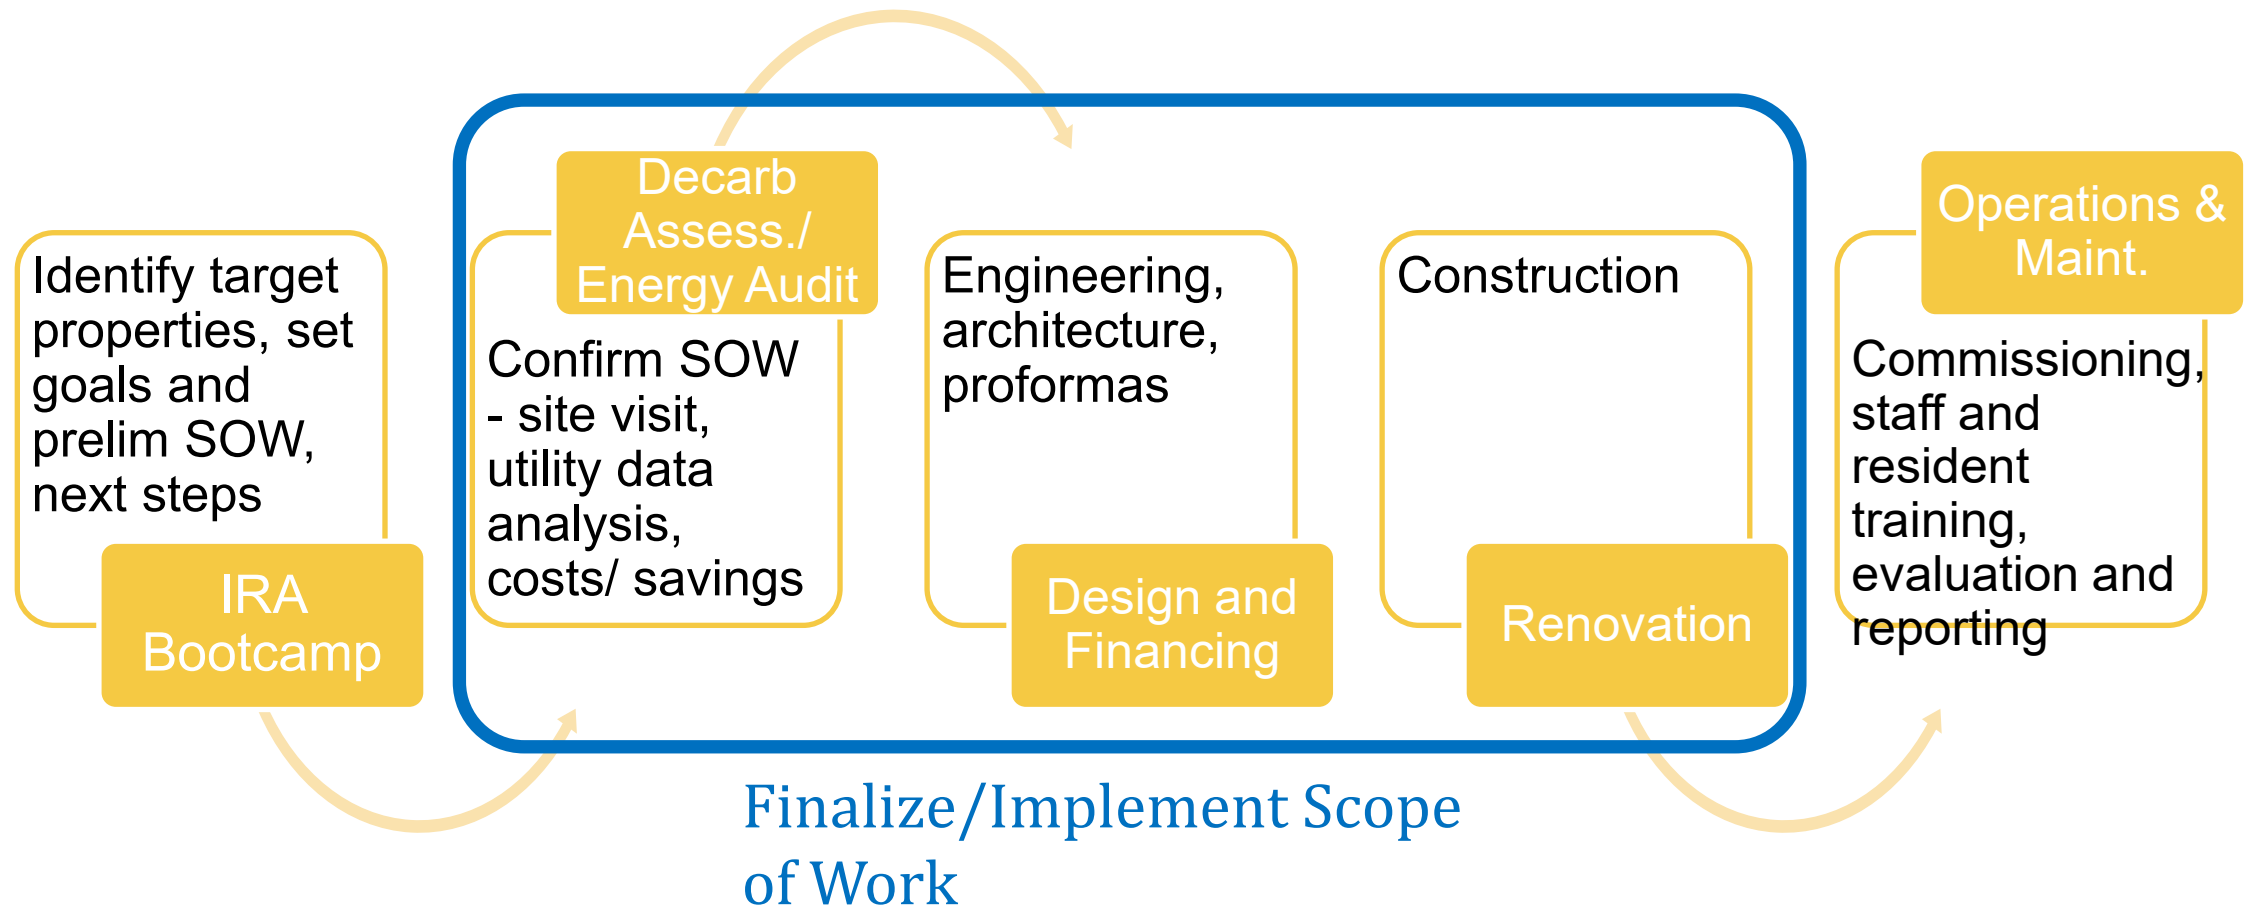 Identify target
properties, set
goals and
prelim SOW,
next steps
IRA
Bootcamp
Decarb
Assess./
Energy Audit
Confirm SOW
- site visit,
utility data
analysis,
costs/ savings
Engineering,
architecture,
proformas
Design and
Financing
Construction
Renovation
Operations &
Maint.
Commissioning,
staff and
resident
training,
evaluation and
reporting
Finalize/Implement Scope
of Work